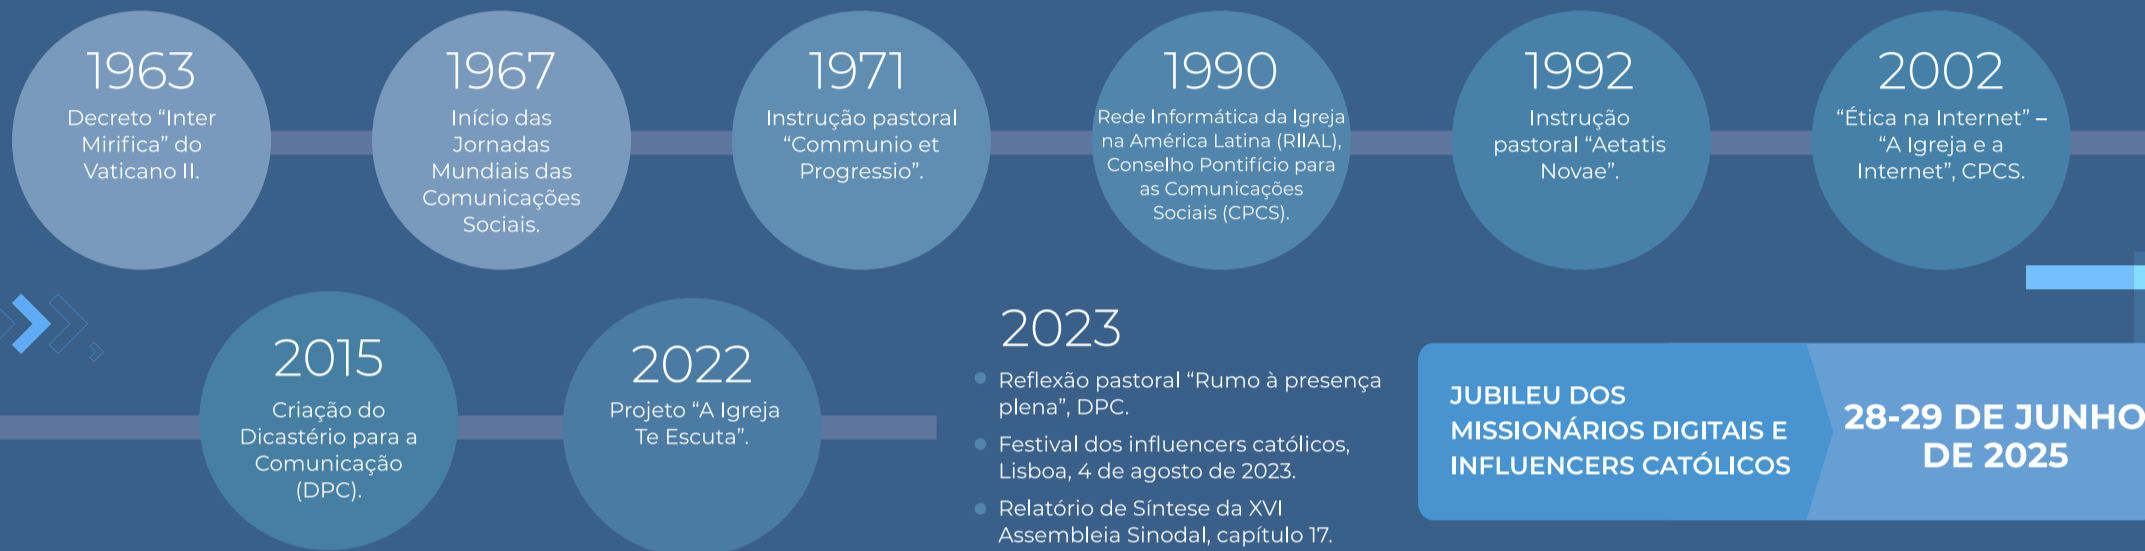 1963
Decreto “Inter
Mirifica” do
Vaticano II.
1967
Início das
Jornadas
Mundiais das
Comunicações
Sociais.
1971
Instrução pastoral
“Communio et
Progressio”.
1990
Rede Informática da Igreja
na América Latina (RIIAL),
Conselho Pontifício para
as Comunicações
Sociais (CPCS).
1992
Instrução
pastoral “Aetatis
Novae”.
2002
“Ética na Internet” –
“A Igreja e a
Internet”, CPCS.
2015
Criação do
Dicastério para a
Comunicação
(DPC).
2022
Projeto “A Igreja
Te Escuta”.
2023
Reflexão pastoral “Rumo à presença
plena”, DPC.
Festival dos influencers católicos,
Lisboa, 4 de agosto de 2023.
Relatório de Síntese da XVI
Assembleia Sinodal, capítulo 17.
JUBILEU DOS
MISSIONÁRIOS DIGITAIS E
INFLUENCERS CATÓLICOS
28-29 DE JUNHO
DE 2025